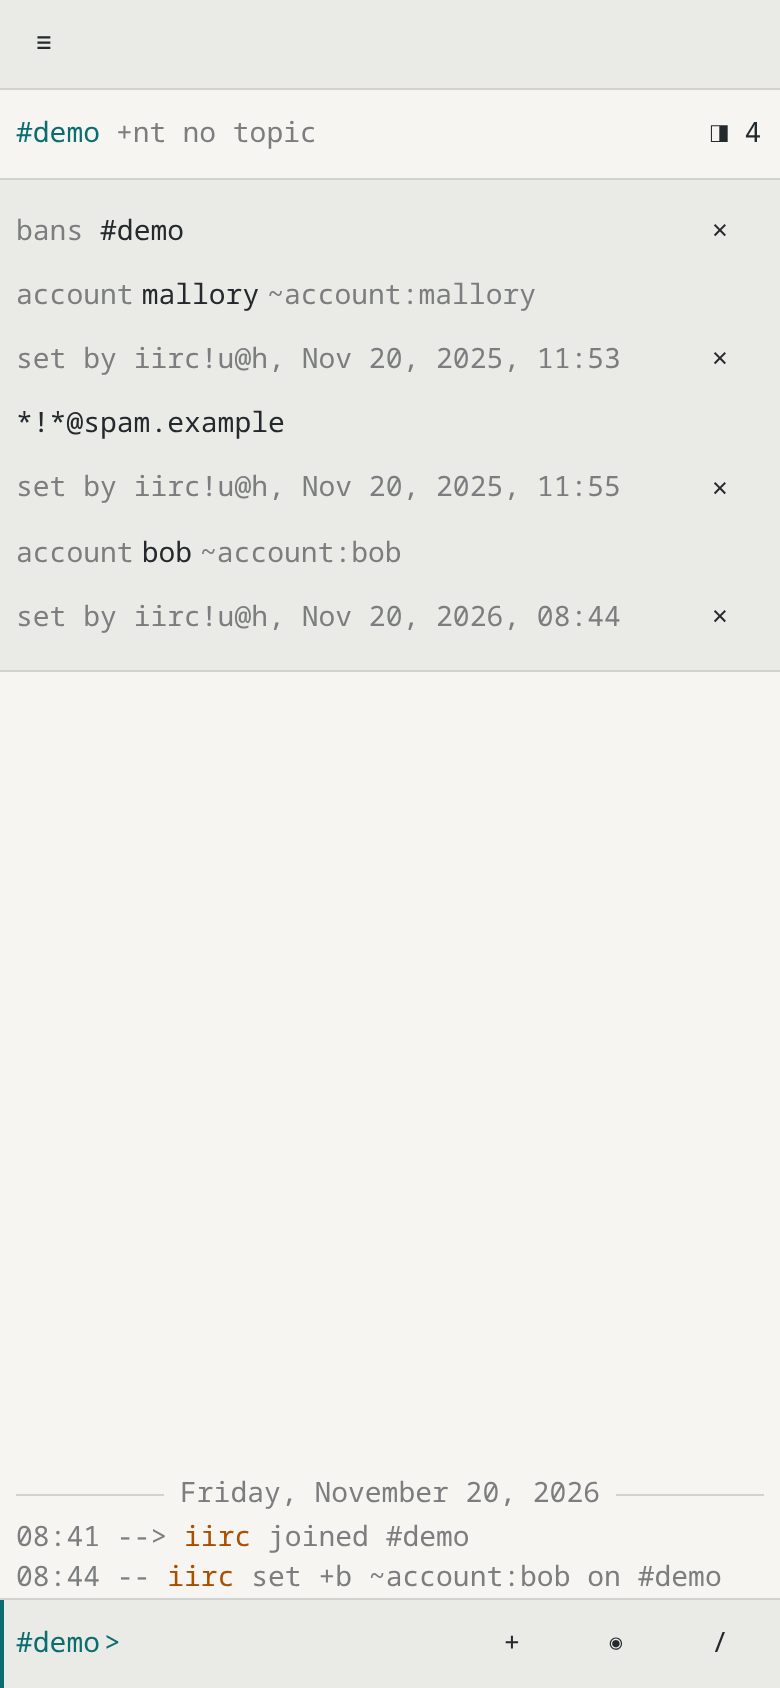 ≡
#demo +nt no topic ◨ 4
bans #demo ×
account mallory ~account:mallory
set by iirc!u@h, Nov 20, 2025, 11:53 ×
*!*@spam.example
set by iirc!u@h, Nov 20, 2025, 11:55 ×
account bob ~account:bob
set by iirc!u@h, Nov 20, 2026, 08:44 ×
Friday, November 20, 2026
08:41 --> iirc joined #demo
08:44 -- iirc set +b ~account:bob on #demo
#demo> + ◉ /